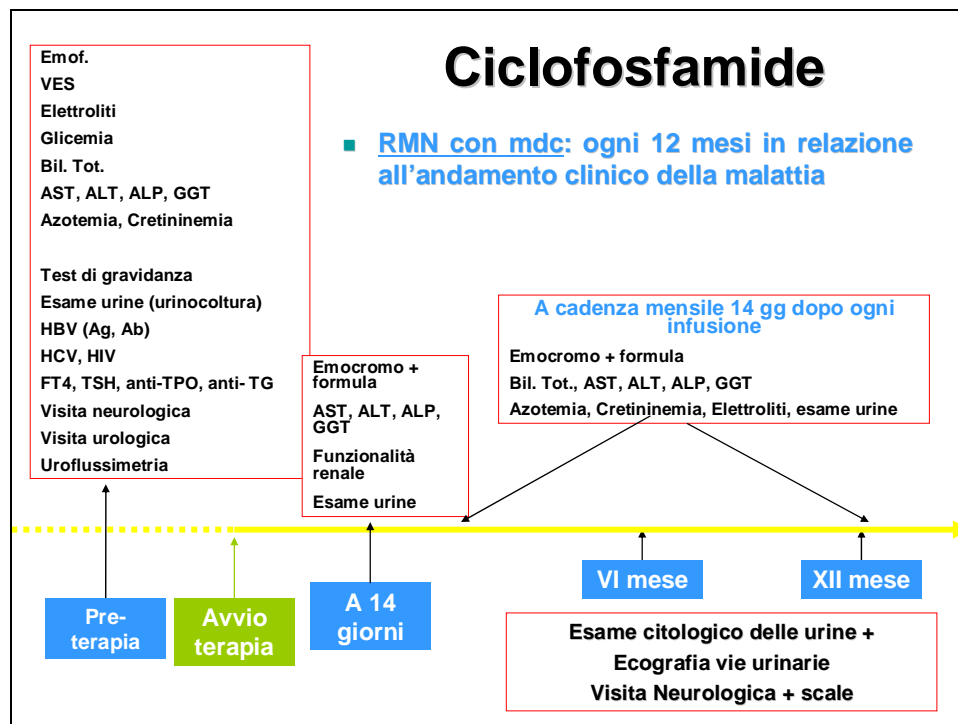 Ciclofosfamide
RMN con mdc: ogni 12 mesi in relazione
all'andamento clinico della malattia
Emof.
VES
Elettroliti
Glicemia
Bil. Tot.
AST, ALT, ALP, GGT
Azotemia, Cretininemia
Test di gravidanza
Esame urine (urinocoltura)
HBV (Ag, Ab)
HCV, HIV
FT4, TSH, anti-TPO, anti- TG
Visita neurologica
Visita urologica
Uroflussimetria
Emocromo +
formula
AST, ALT, ALP,
GGT
Funzionalità
renale
Esame urine
A cadenza mensile 14 gg dopo ogni
infusione
Emocromo + formula
Bil. Tot., AST, ALT, ALP, GGT
Azotemia, Cretininemia, Elettroliti, esame urine
Pre-
terapia
Avvio
terapia
A 14
giorni
VI mese
XII mese
Esame citologico delle urine +
Ecografia vie urinarie
Visita Neurologica + scale